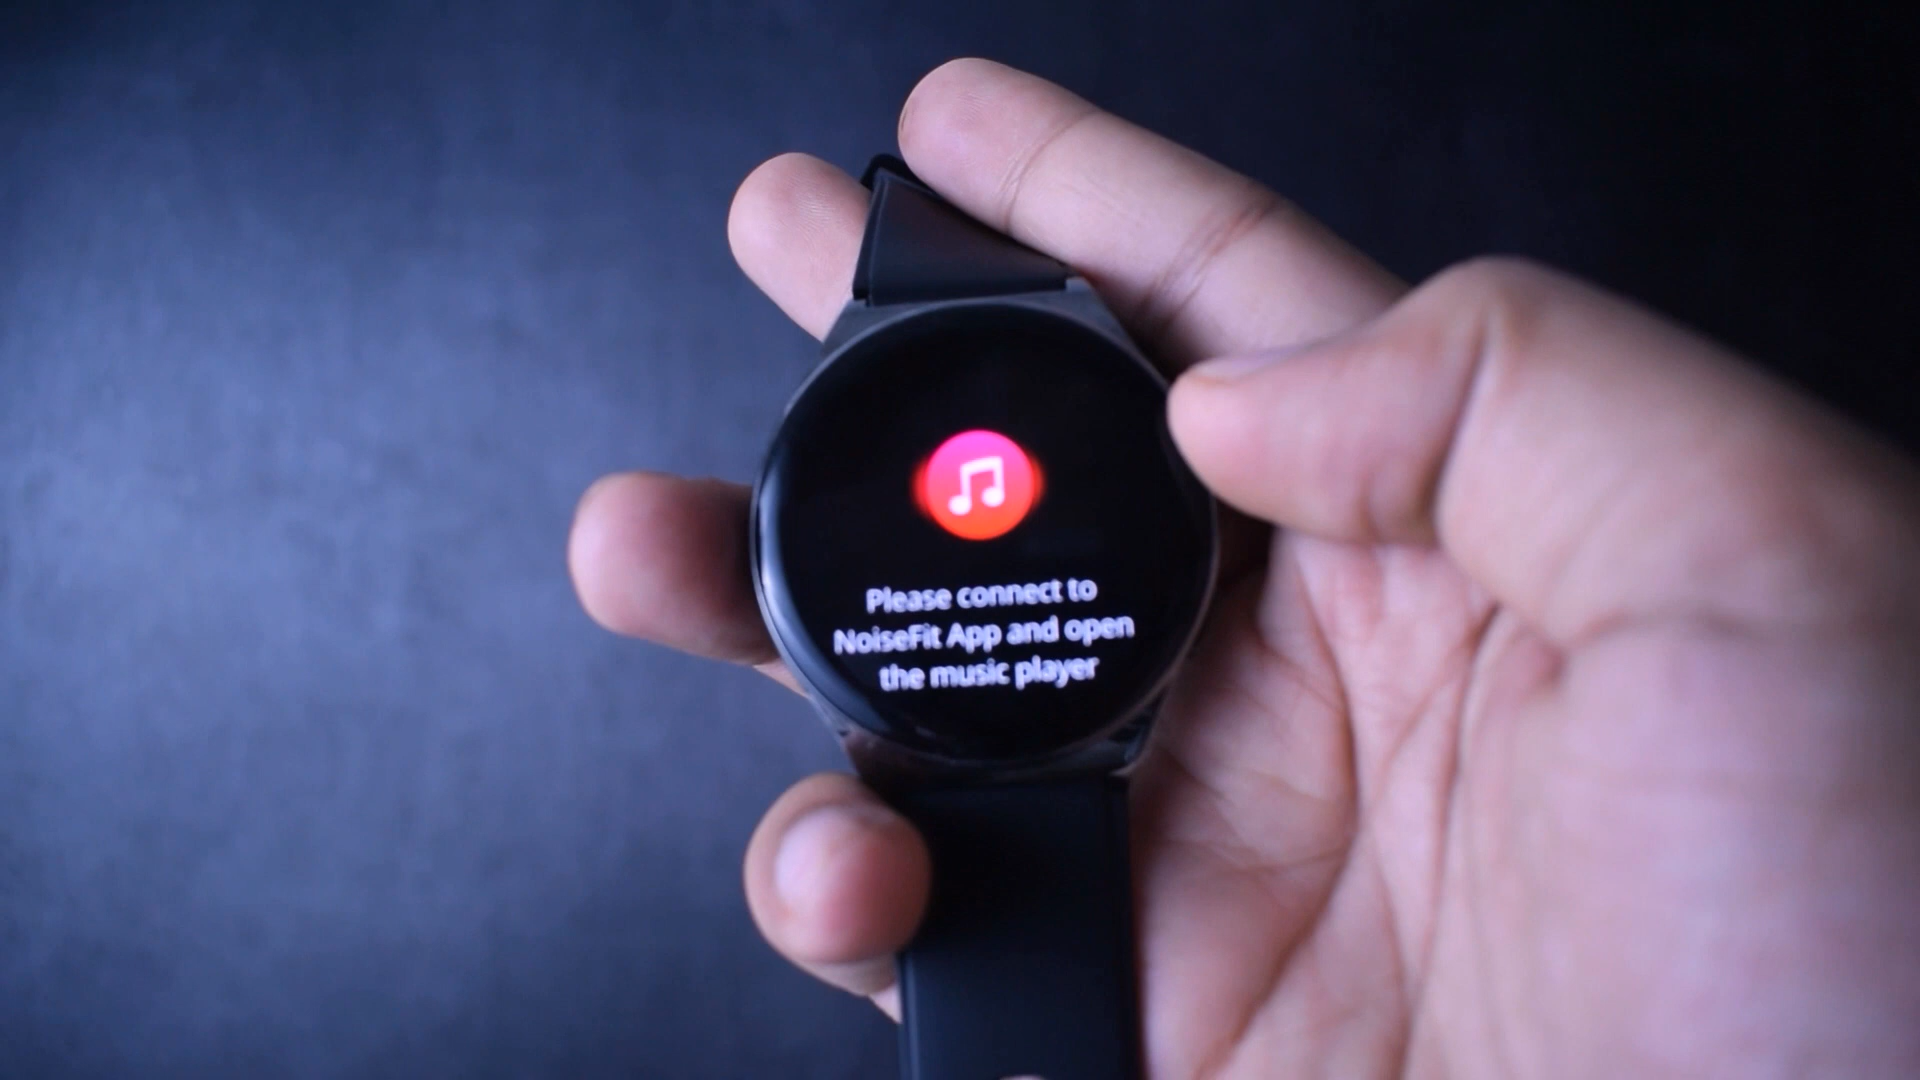 Please connect to
NoiseFit App and open
the music player